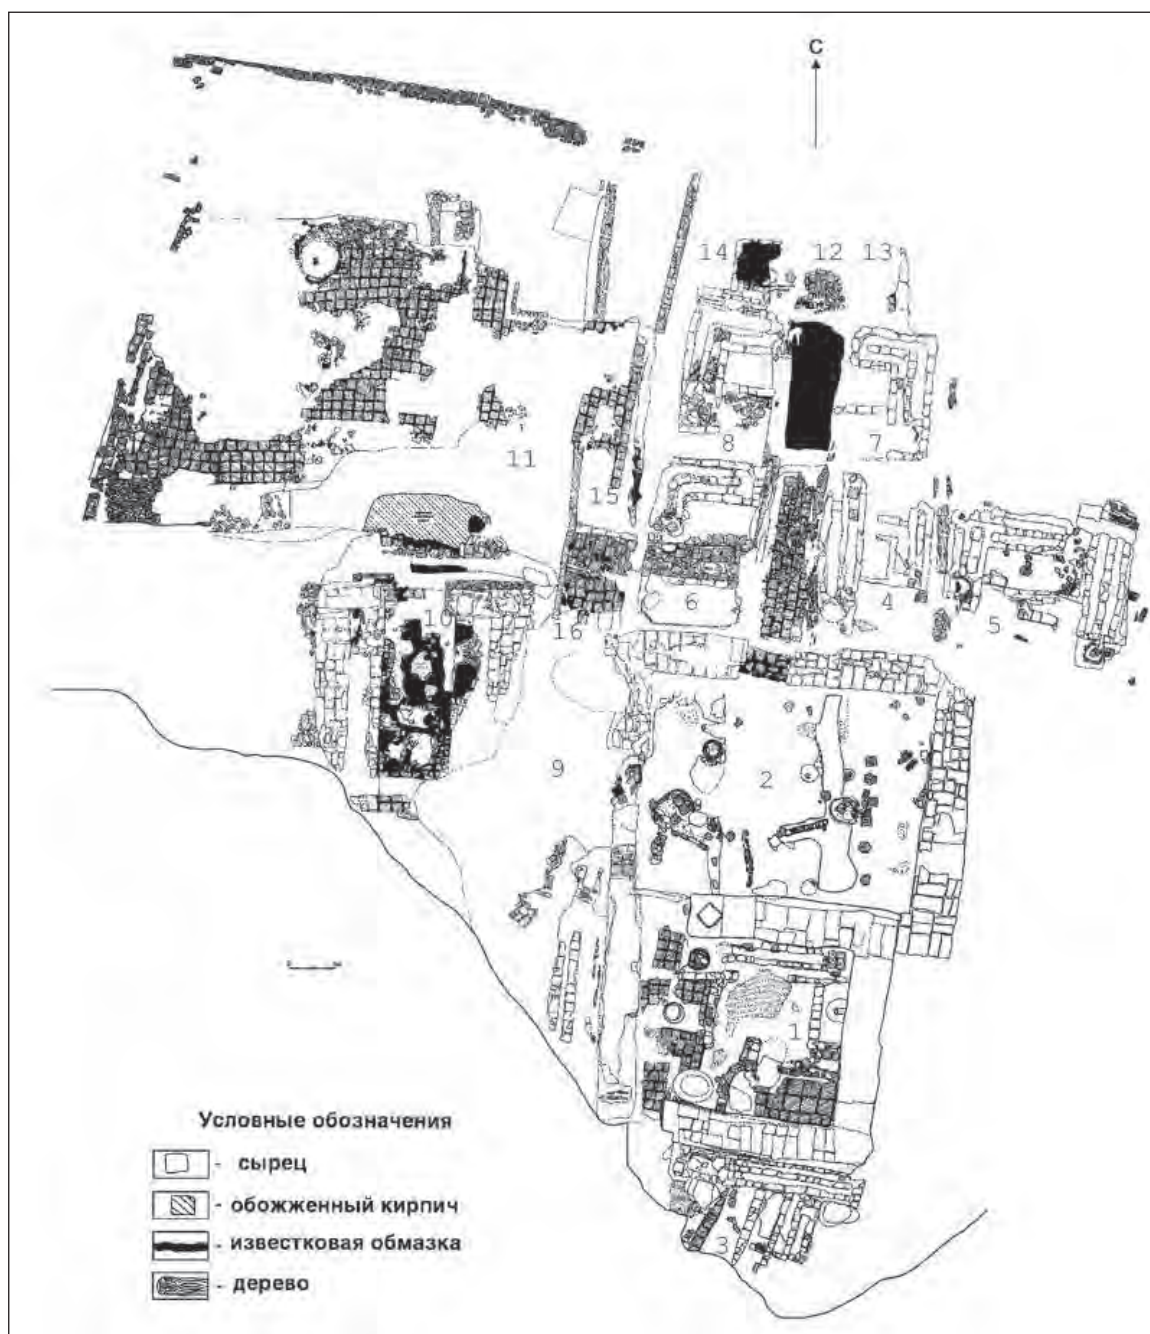 С
14 12 13
8 7
11
15
6 4 5
10
16
9 2
1
3
Условные обозначения
- сырец
- обожженный кирпич
- известковая обмазка
- дерево